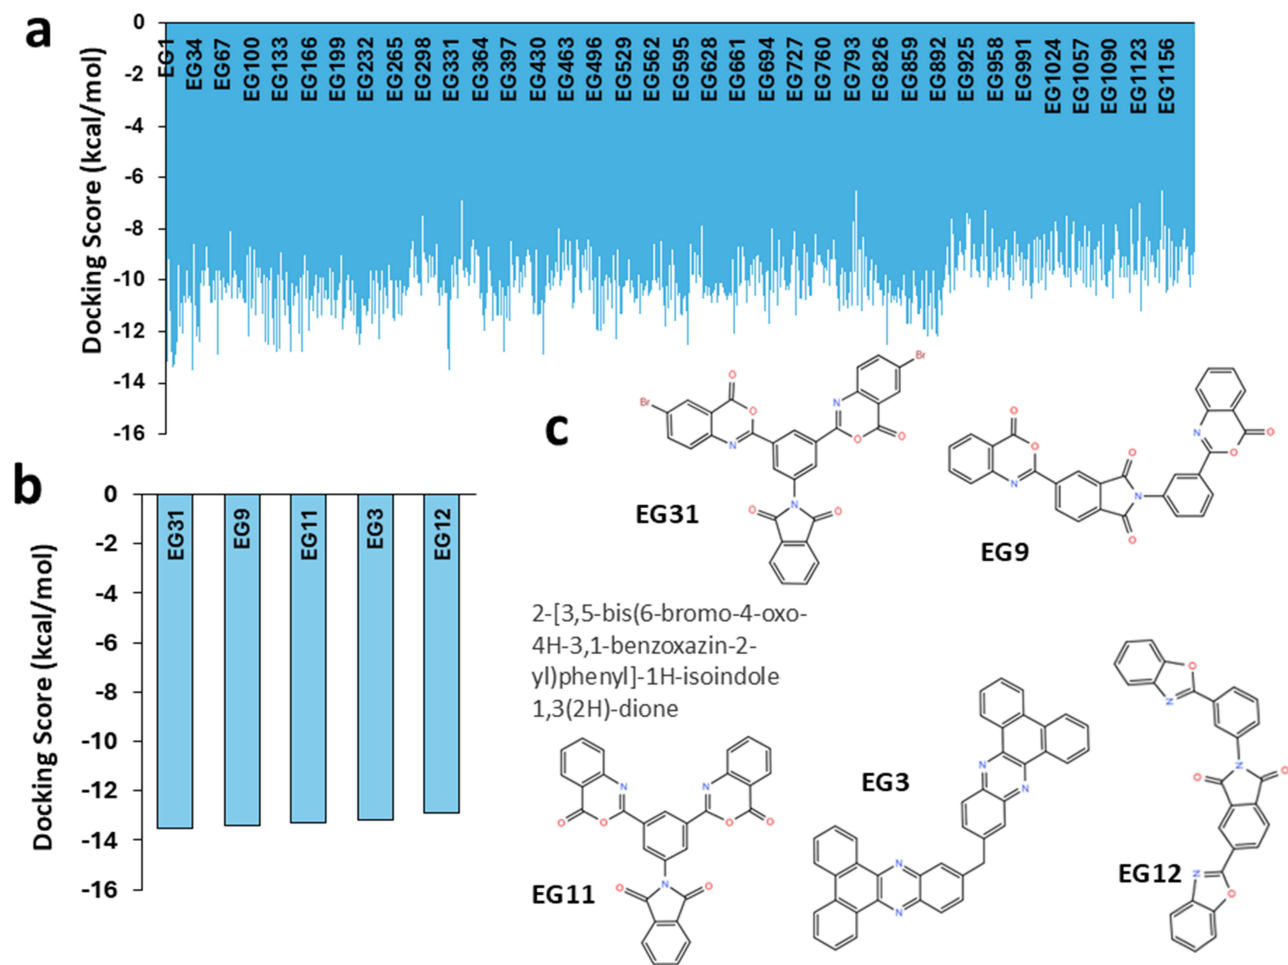 a
Docking Score (kcal/mol)
0
-2
-4
-6
-8
-10
-12
-14
-16
EG1
EG34
EG67
EG100
EG133
EG166
EG199
EG232
EG265
EG298
EG331
EG364
EG397
EG430
EG463
EG496
EG529
EG562
EG595
EG628
EG661
EG694
EG727
EG760
EG793
EG826
EG859
EG892
EG925
EG958
EG991
EG1024
EG1057
EG1090
EG1123
EG1156
b
Docking Score (kcal/mol)
0
-2
-4
-6
-8
-10
-12
-14
-16
EG31
EG9
EG11
EG3
EG12
c
Br
O
O
N
Br
N
O
O
N
O
O
EG31
O
O
N
O
N
O
N
O
O
EG9
2-[3,5-bis(6-bromo-4-oxo-
4H-3,1-benzoxazin-2-
yl)phenyl]-1H-isoindole
1,3(2H)-dione
N
N
O
O
O
O
O
N
O
EG11
N
N
N
N
EG3
O
N
N
O
O
N
O
EG12